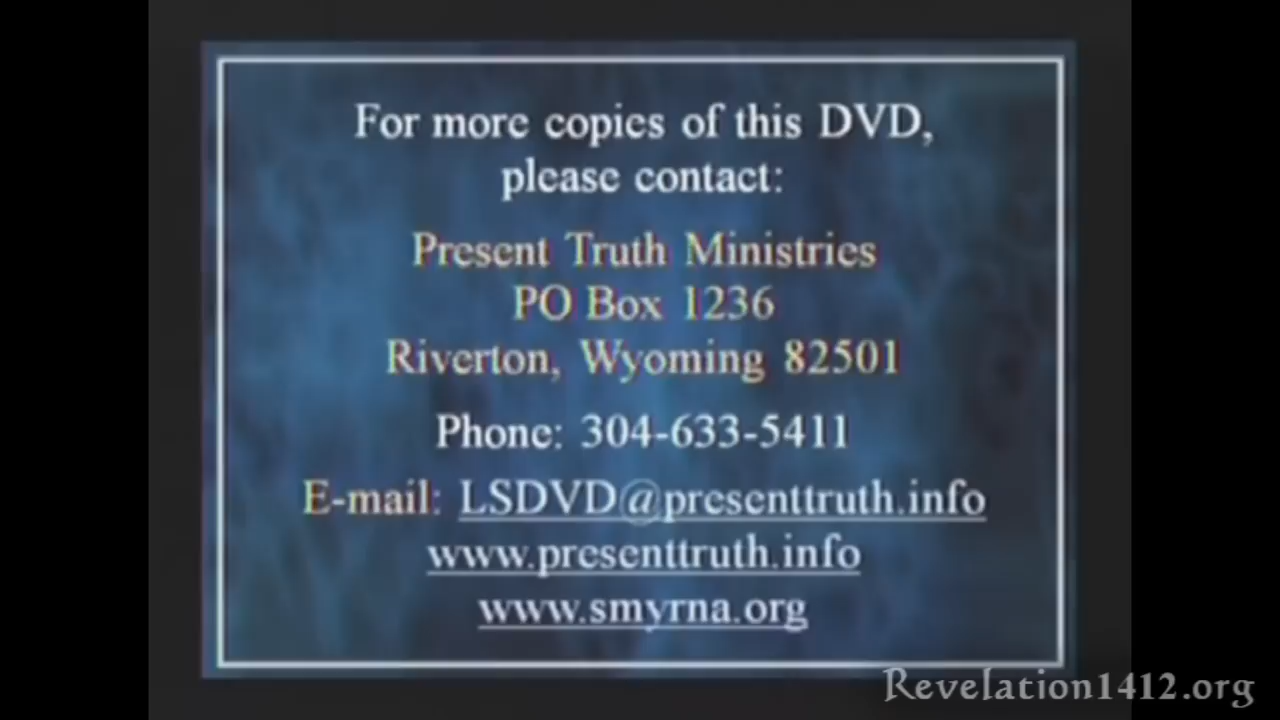 For more copies of this DVD,
please contact:
Present Truth Ministries
PO Box 1236
Riverton, Wyoming 82501
Phone: 304-633-5411
E-mail: LSDVD@presenttruth.info
www.presenttruth.info
www.smyrna.org
Revelation1412.org